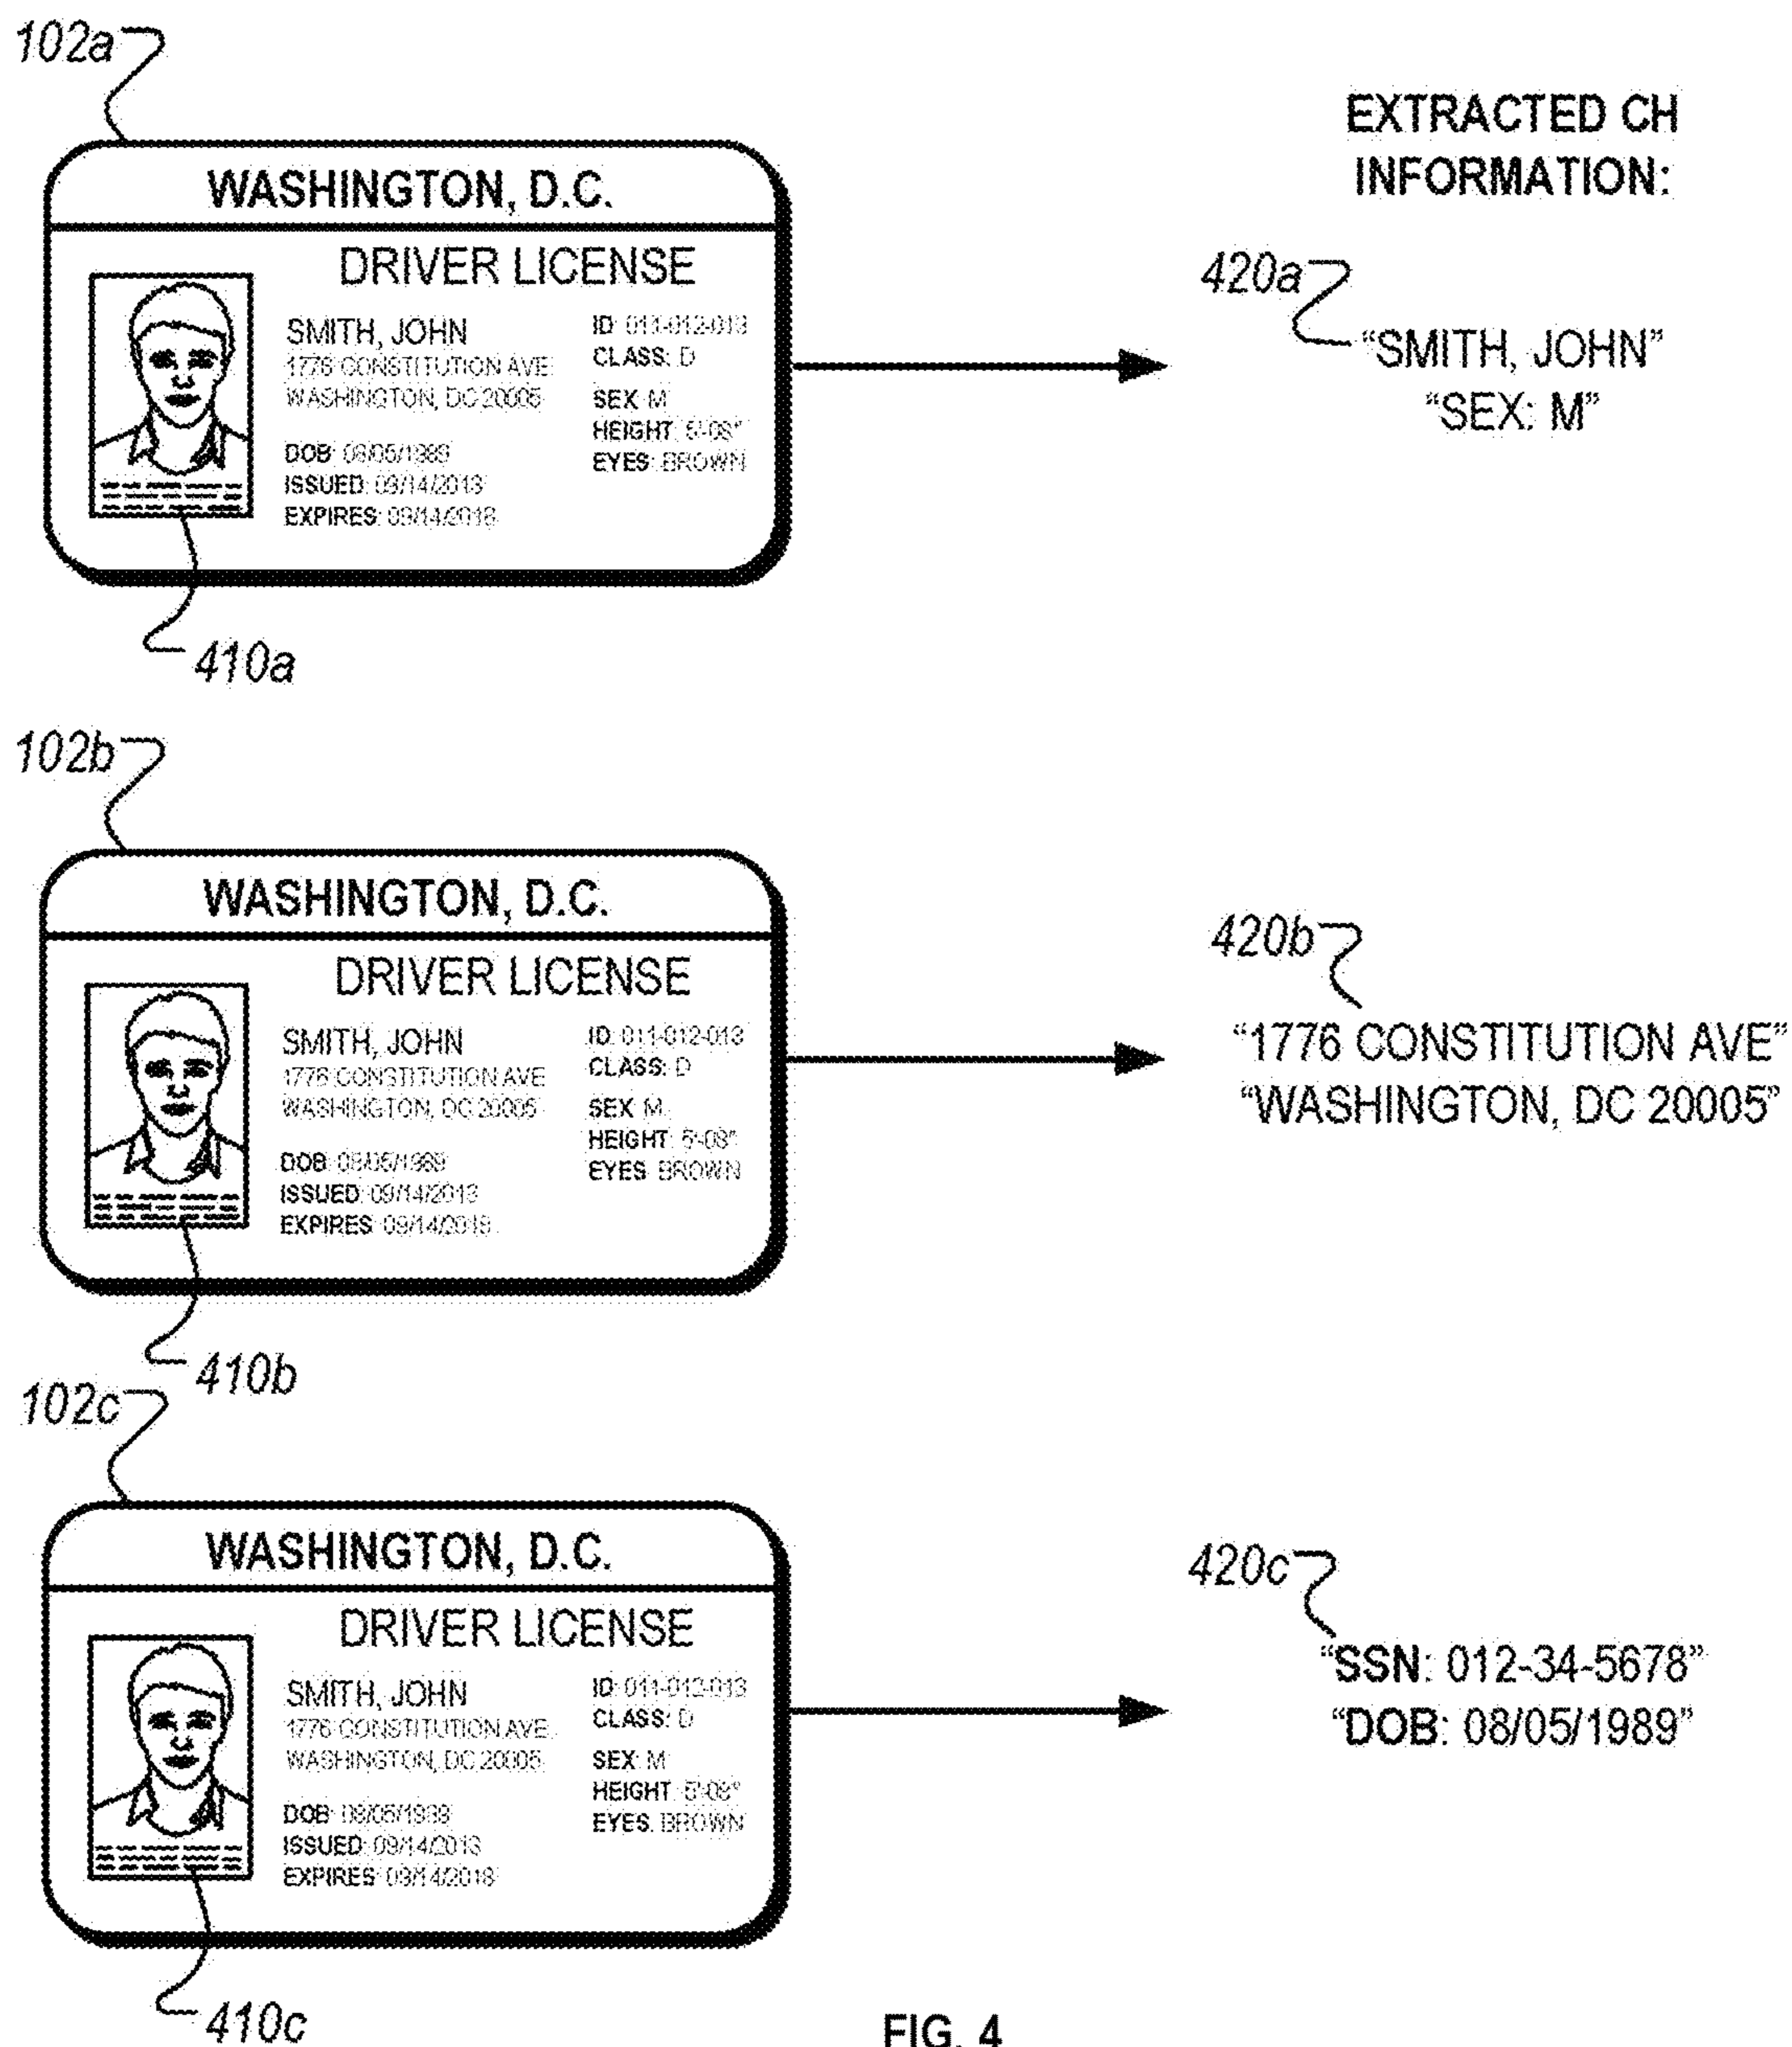 102a
EXTRACTED CH
INFORMATION:
WASHINGTON, D.C.
DRIVER LICENSE
SMITH, JOHN
1776 CONSTITUTION AVE
WASHINGTON, DC 20005
DOB: 08/05/1989
ISSUED: 09/14/2013
EXPIRES: 09/14/2018
ID: 011-012-013
CLASS: D
SEX: M
HEIGHT: 5'-08"
EYES: BROWN
410a
420a
“SMITH, JOHN”
“SEX: M”
102b
WASHINGTON, D.C.
DRIVER LICENSE
SMITH, JOHN
1776 CONSTITUTION AVE
WASHINGTON, DC 20005
DOB: 08/05/1989
ISSUED: 09/14/2013
EXPIRES: 09/14/2018
ID: 011-012-013
CLASS: D
SEX: M
HEIGHT: 5'-08"
EYES: BROWN
410b
420b
“1776 CONSTITUTION AVE”
“WASHINGTON, DC 20005”
102c
WASHINGTON, D.C.
DRIVER LICENSE
SMITH, JOHN
1776 CONSTITUTION AVE
WASHINGTON, DC 20005
DOB: 08/05/1989
ISSUED: 09/14/2013
EXPIRES: 09/14/2018
ID: 011-012-013
CLASS: D
SEX: M
HEIGHT: 5'-08"
EYES: BROWN
410c
420c
“SSN: 012-34-5678”
“DOB: 08/05/1989”
FIG. 4